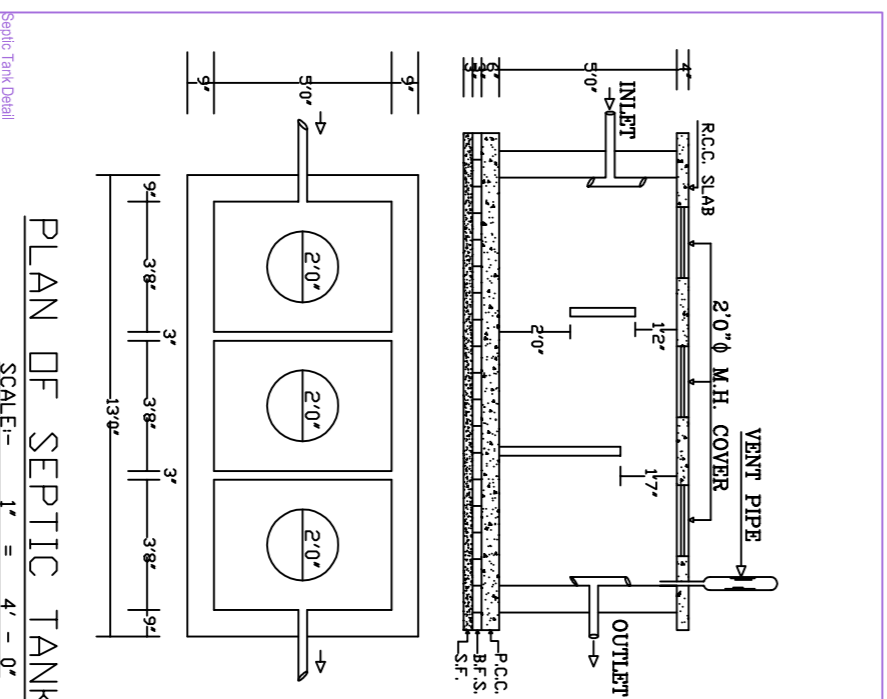 Septic Tank Detail
4"
5'0"
6"
3"
3"
INLET
R.C.C. SLAB
2'0"ϕ M.H. COVER
VENT PIPE
1'2"
2'0"
1'7"
OUTLET
P.C.C.
B.F.S.
S.F.
9"
5'0"
9"
2'0"
2'0"
2'0"
9"
3'8"
3"
3'8"
3"
3'8"
9"
13'0"
PLAN OF SEPTIC TANK
SCALE:- 1" = 4' - 0"